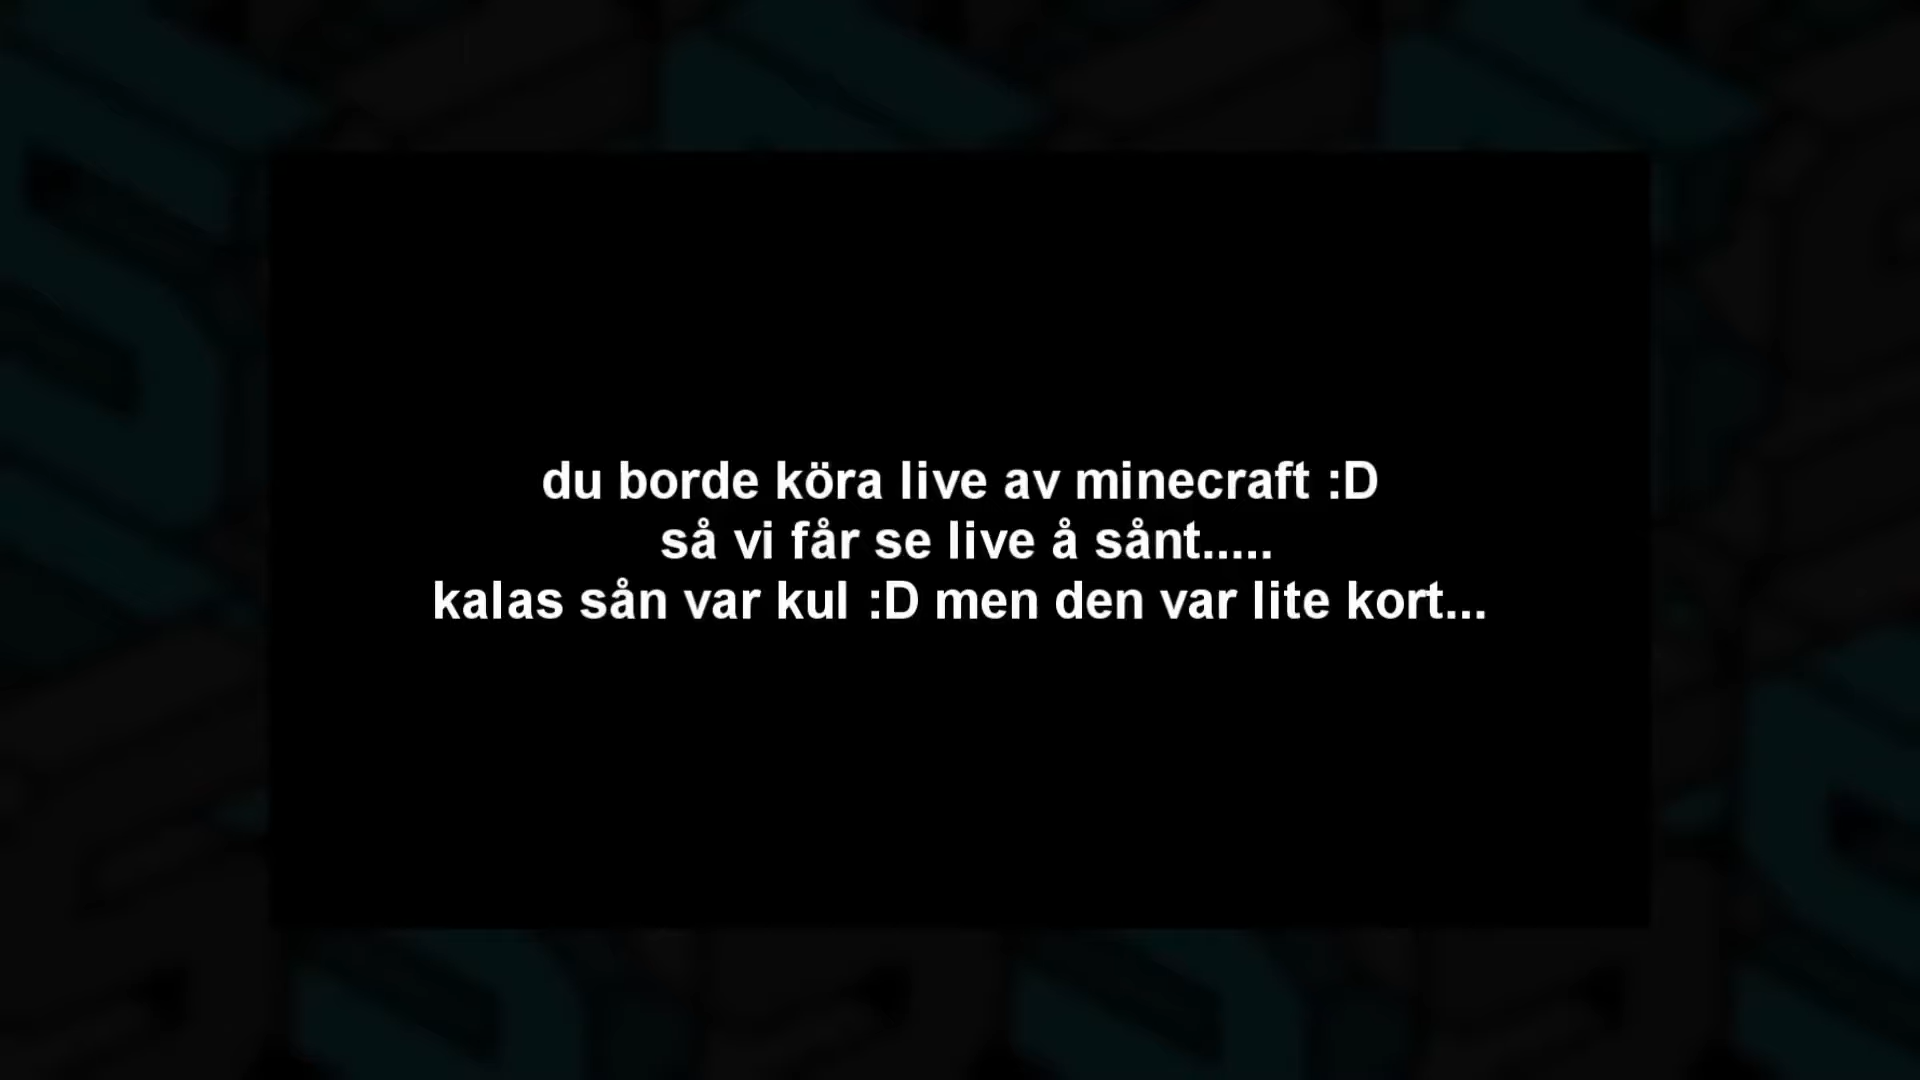 du borde köra live av minecraft :D
så vi får se live å sånt.....
kalas sån var kul :D men den var lite kort...